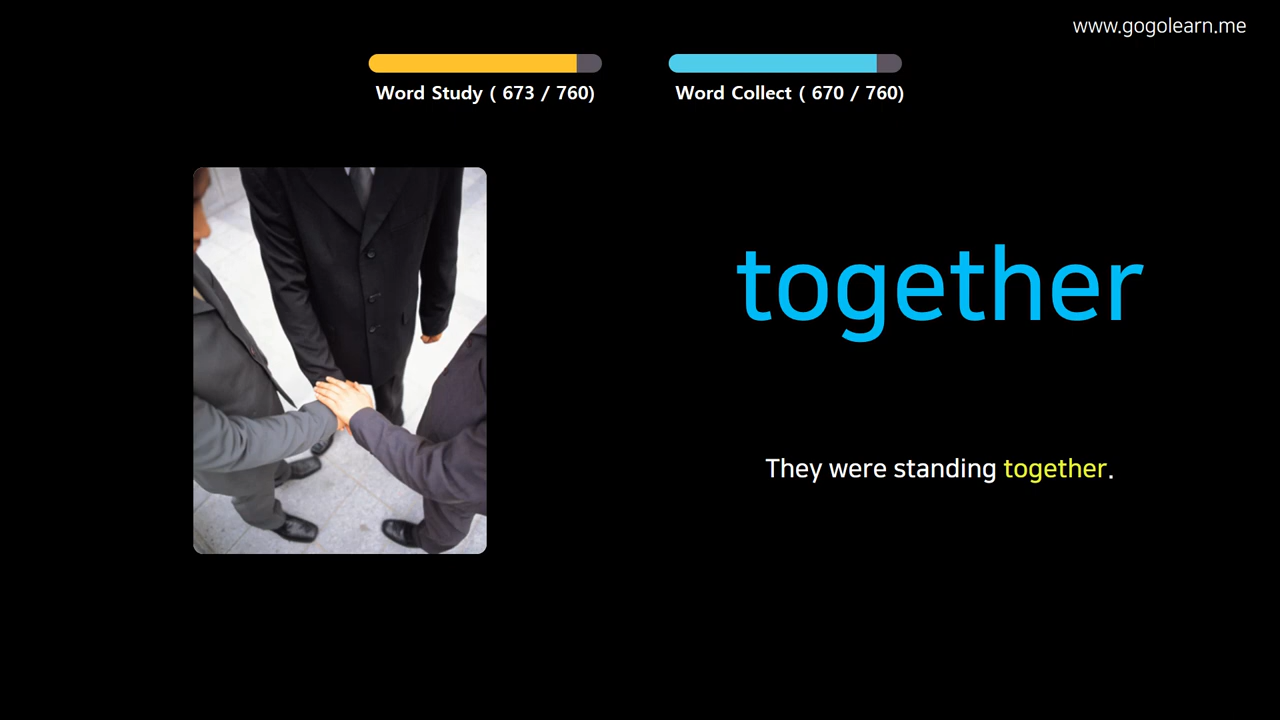 www.gogolearn.me
Word Study ( 673 / 760)
Word Collect ( 670 / 760)
together
They were standing together.